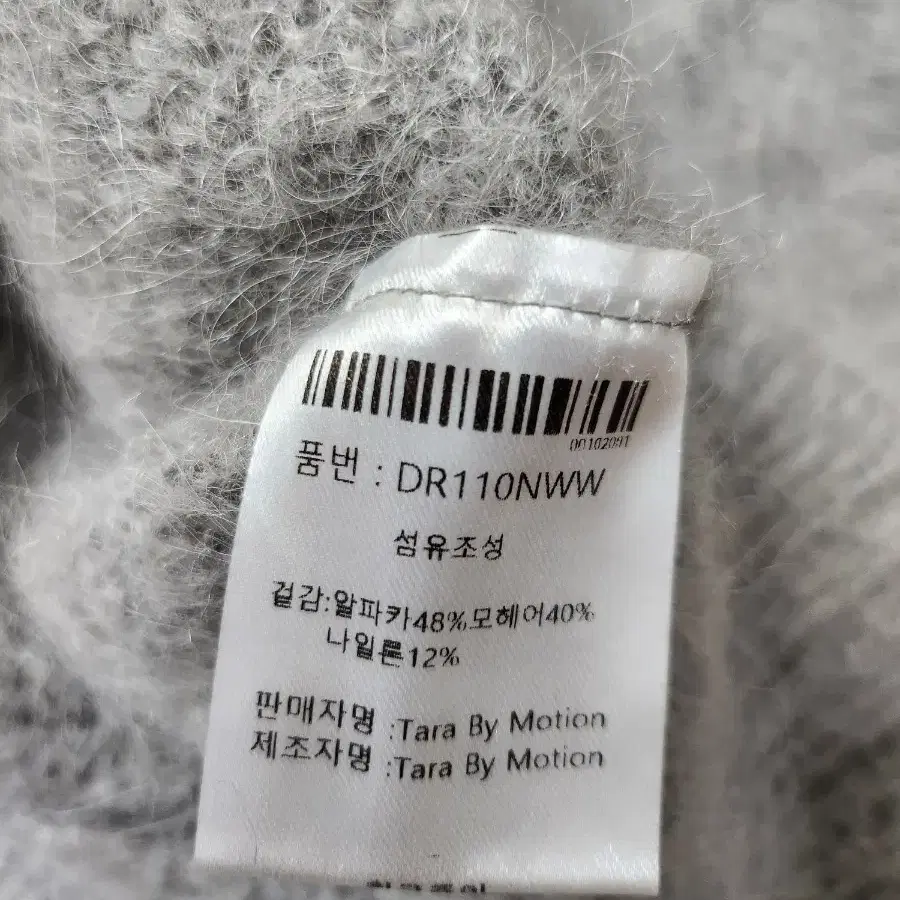 00102091
품번 : DR110NWW
섬유조성
겉감:알파카48%모헤어40%
나일론12%
판매자명 :Tara By Motion
제조자명 :Tara By Motion